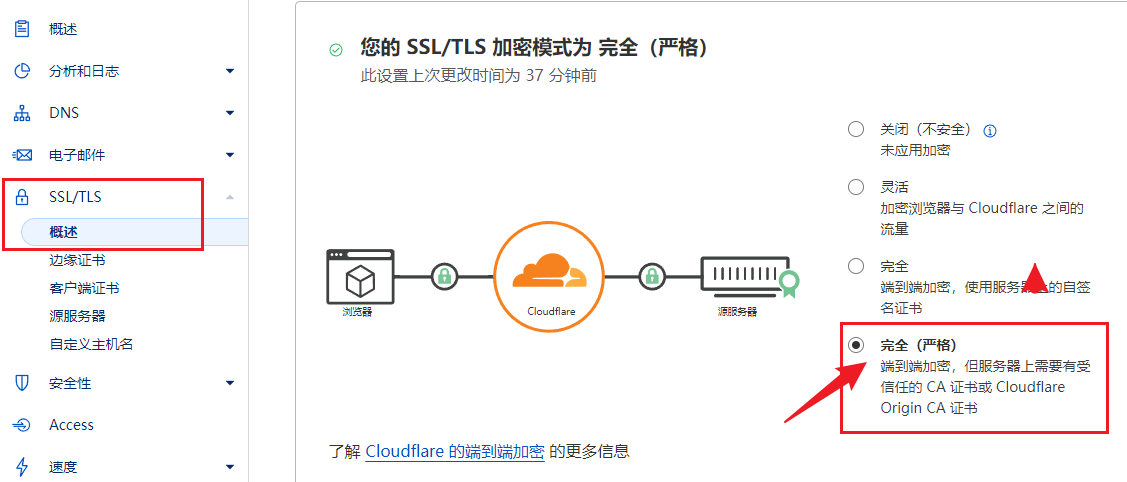 概述
分析和日志
DNS
电子邮件
SSL/TLS
概述
边缘证书
客户端证书
源服务器
自定义主机名
安全性
Access
速度
您的 SSL/TLS 加密模式为 完全（严格）
此设置上次更改时间为 37 分钟前
浏览器
Cloudflare
源服务器
关闭（不安全）
未应用加密
灵活
加密浏览器与 Cloudflare 之间的
流量
完全
端到端加密，使用服务器上的自签
名证书
完全（严格）
端到端加密，但服务器上需要有受
信任的 CA 证书或 Cloudflare
Origin CA 证书
了解 Cloudflare 的端到端加密 的更多信息